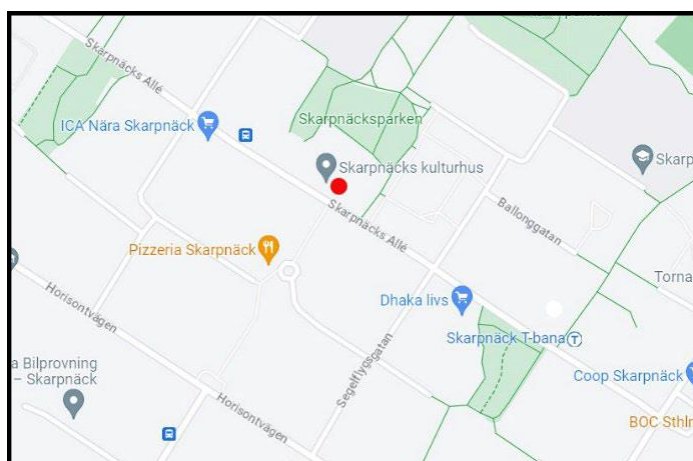 Skarpnäcks Allé
ICA Nära Skarpnäck
Skarpnäcksparken
Skarpnäcks kulturhus
Skarp
Skarpnäcks Allé
Ballonggatan
Pizzeria Skarpnäck
Torna
Dhaka livs
Horisontvägen
Skarpnäck T-bana
T
a Bilprovning
– Skarpnäck
Segelflygsgatan
Coop Skarpnäck
Horisontvägen
BOC Sthlm